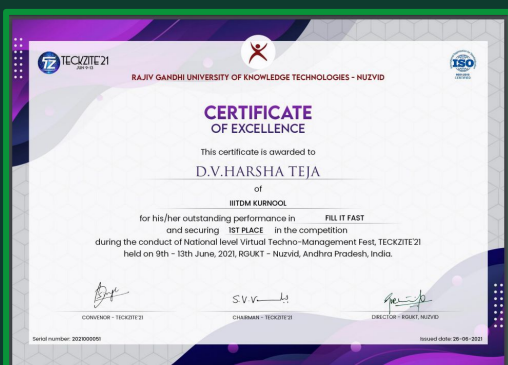 TECKZITE'21
JUN 9-13
ISO
RAJIV GANDHI UNIVERSITY OF KNOWLEDGE TECHNOLOGIES - NUZVID
CERTIFICATE
OF EXCELLENCE
This certificate is awarded to
D.V.HARSHA TEJA
of
IIITDM KURNOOL
for his/her outstanding performance in FILL IT FAST
and securing 1ST PLACE in the competition
during the conduct of National level Virtual Techno-Management Fest, TECKZITE'21
held on 9th - 13th June, 2021, RGUKT - Nuzvid, Andhra Pradesh, India.
CONVENOR - TECKZITE'21
CHAIRMAN - TECKZITE'21
DIRECTOR - RGUKT, NUZVID
Serial number: 2021000051
Issued date: 26-06-2021